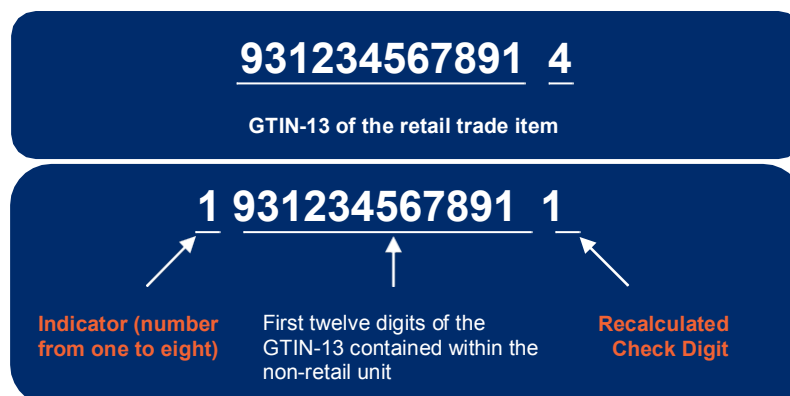 931234567891 4
GTIN-13 of the retail trade item
1 931234567891 1
Indicator (number
from one to eight)
First twelve digits of the
GTIN-13 contained within the
non-retail unit
Recalculated
Check Digit